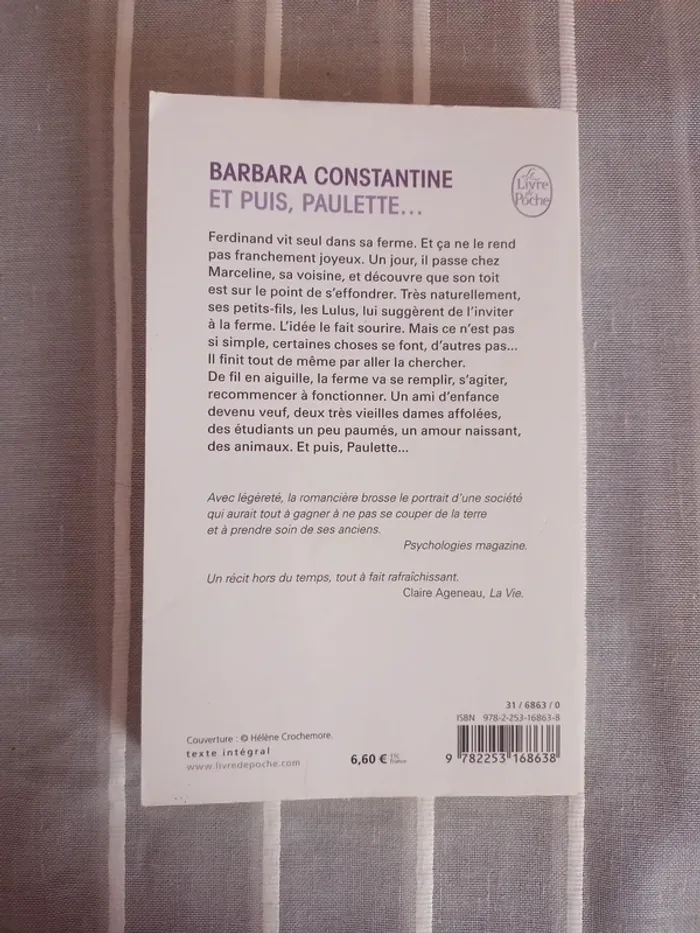 BARBARA CONSTANTINE
ET PUIS, PAULETTE...
Le
Livre
de
Poche
Ferdinand vit seul dans sa ferme. Et ça ne le rend
pas franchement joyeux. Un jour, il passe chez
Marceline, sa voisine, et découvre que son toit
est sur le point de s'effondrer. Très naturellement,
ses petits-fils, les Lulus, lui suggèrent de l'inviter
à la ferme. L'idée le fait sourire. Mais ce n'est pas
si simple, certaines choses se font, d'autres pas...
Il finit tout de même par aller la chercher.
De fil en aiguille, la ferme va se remplir, s'agiter,
recommencer à fonctionner. Un ami d'enfance
devenu veuf, deux très vieilles dames affolées,
des étudiants un peu paumés, un amour naissant,
des animaux. Et puis, Paulette...
Avec légèreté, la romancière brosse le portrait d'une société
qui aurait tout à gagner à ne pas se couper de la terre
et à prendre soin de ses anciens.
Psychologies magazine.
Un récit hors du temps, tout à fait rafraîchissant.
Claire Ageneau, La Vie.
Couverture : © Hélène Crochemore.
texte intégral
www.livredepoche.com
6,60 € TTC
France
31 / 6863 / 0
ISBN 978-2-253-16863-8
9 782253 168638